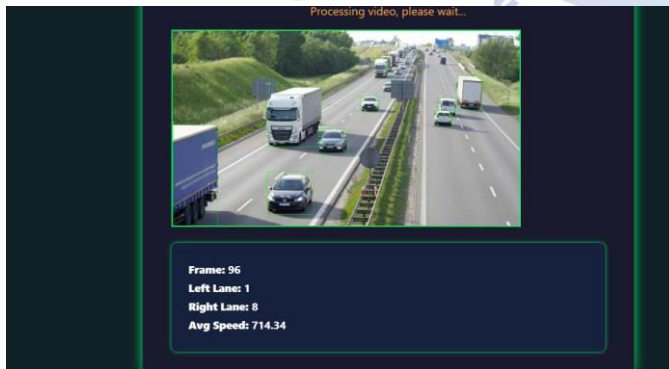 Processing video, please wait...
Frame: 96
Left Lane: 1
Right Lane: 8
Avg Speed: 714.34